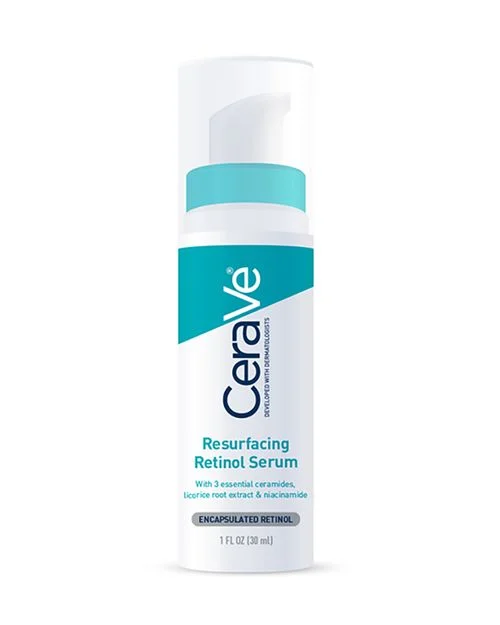 CeraVe®
DEVELOPED WITH DERMATOLOGISTS
Resurfacing
Retinol Serum
With 3 essential ceramides,
licorice root extract & niacinamide
ENCAPSULATED RETINOL
1 FL OZ (30 ml)